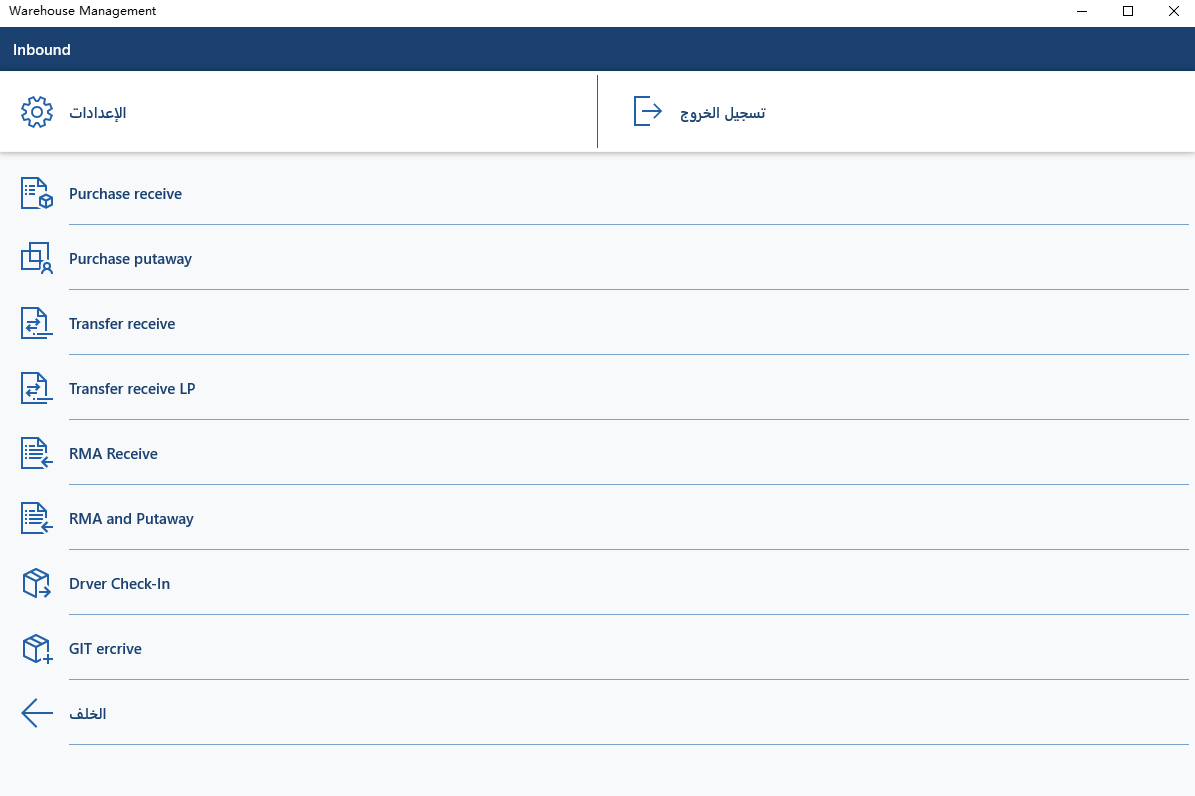 Warehouse Management
Inbound
الإعدادات
تسجيل الخروج
Purchase receive
Purchase putaway
Transfer receive
Transfer receive LP
RMA Receive
RMA and Putaway
Drver Check-In
GIT ercrive
الخلف